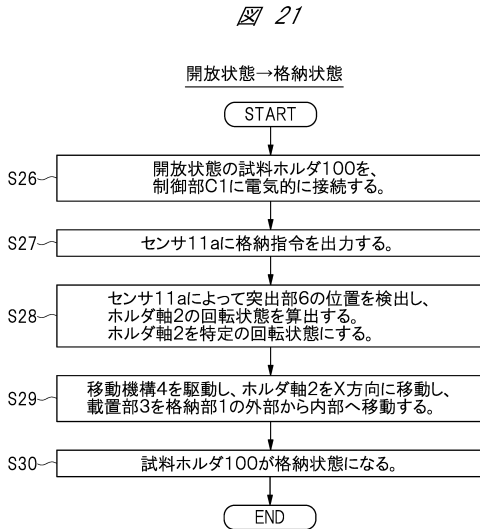 図 21
開放状態→格納状態
START
S26
開放状態の試料ホルダ100を、
制御部C1に電気的に接続する。
S27
センサ11aに格納指令を出力する。
S28
センサ11aによって突出部6の位置を検出し、
ホルダ軸2の回転状態を算出する。
ホルダ軸2を特定の回転状態にする。
S29
移動機構4を駆動し、ホルダ軸2をX方向に移動し、
載置部3を格納部1の外部から内部へ移動する。
S30
試料ホルダ100が格納状態になる。
END